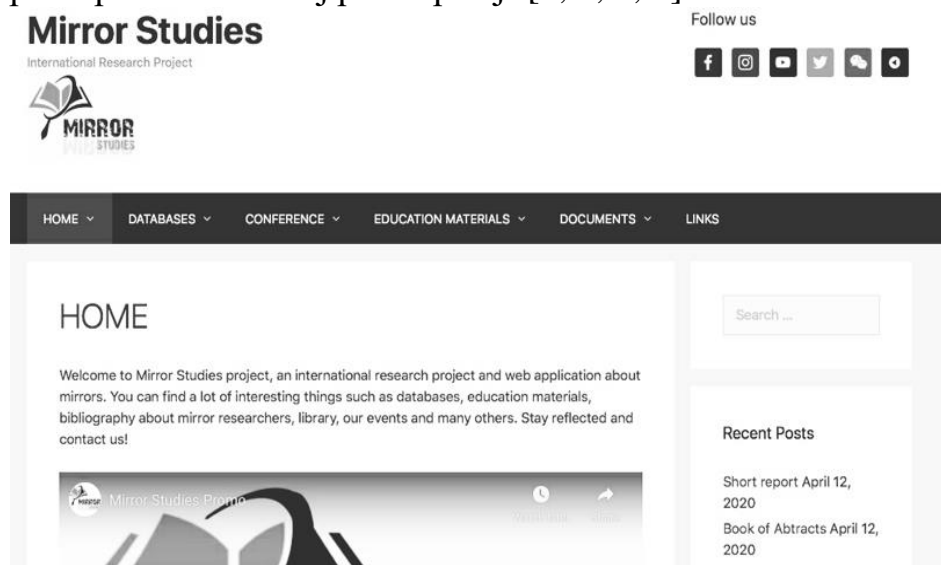 Mirror Studies
Follow us
International Research Project
MIRROR
STUDIES
HOME
DATABASES
CONFERENCE
EDUCATION MATERIALS
DOCUMENTS
LINKS
HOME
Welcome to Mirror Studies project, an international research project and web application about
mirrors. You can find a lot of interesting things such as databases, education materials,
bibliography about mirror researchers, library, our events and many others. Stay reflected and
contact us!
Mirror Studies Promo
Search ...
Recent Posts
Short report April 12,
2020
Book of Abtracts April 12,
2020